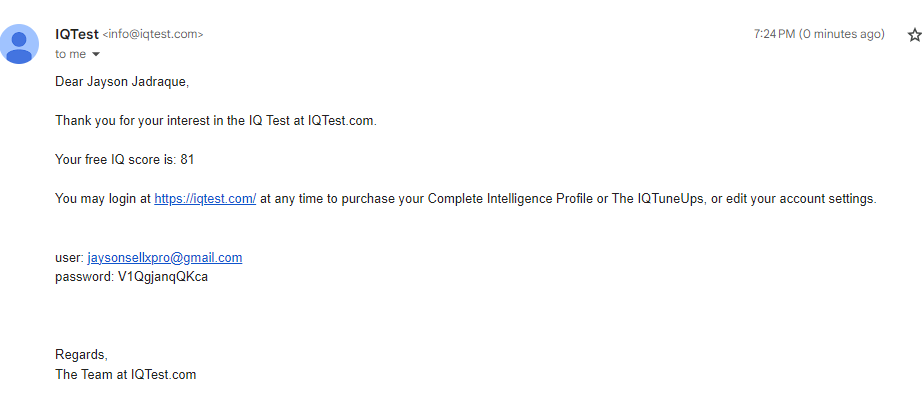 IQTest <info@iqtest.com> 7:24 PM (0 minutes ago)
to me
Dear Jayson Jadraque,
Thank you for your interest in the IQ Test at IQTest.com.
Your free IQ score is: 81
You may login at https://iqtest.com/ at any time to purchase your Complete Intelligence Profile or The IQTuneUps, or edit your account settings.
user: jaysonsellxpro@gmail.com
password: V1QgjanqQKca
Regards,
The Team at IQTest.com